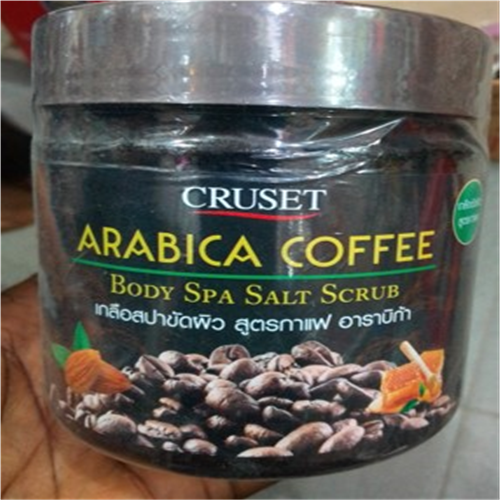 CRUSET
ARABICA COFFEE
BODY SPA SALT SCRUB
เกลือสปาขัดผิว สูตรกาแฟ อาราบิก้า